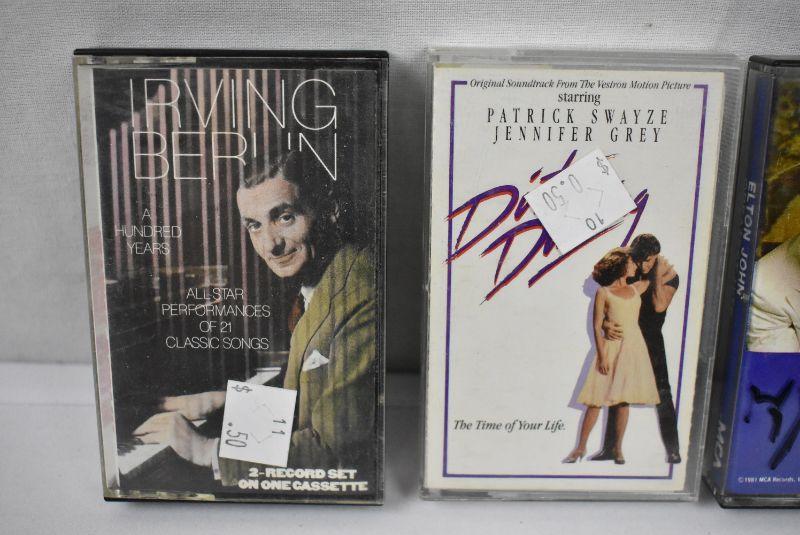 IRVING
BERLIN
A
HUNDRED
YEARS
ALL-STAR
PERFORMANCES
OF 21
CLASSIC SONGS
$ .50
11
2-RECORD SET
ON ONE CASSETTE
Original Soundtrack From The Vestron Motion Picture
starring
PATRICK SWAYZE
JENNIFER GREY
$ 0.50
10
The Time of Your Life.
ELTON JOHN
MCA
© 1981 MCA Records,